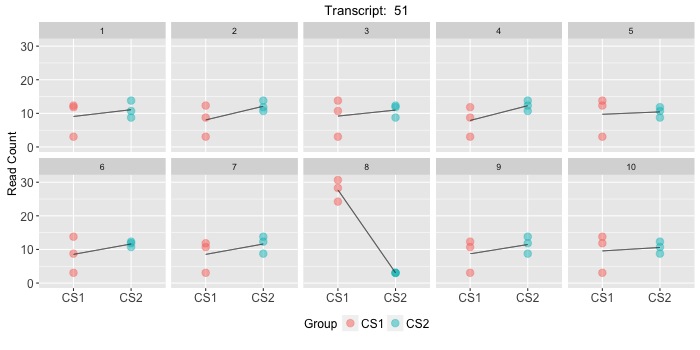 Transcript: 51
1 2 3 4 5
30
20
10
0
Read Count
6 7 8 9 10
30
20
10
0
CS1 CS2 CS1 CS2 CS1 CS2 CS1 CS2 CS1 CS2
Group CS1 CS2